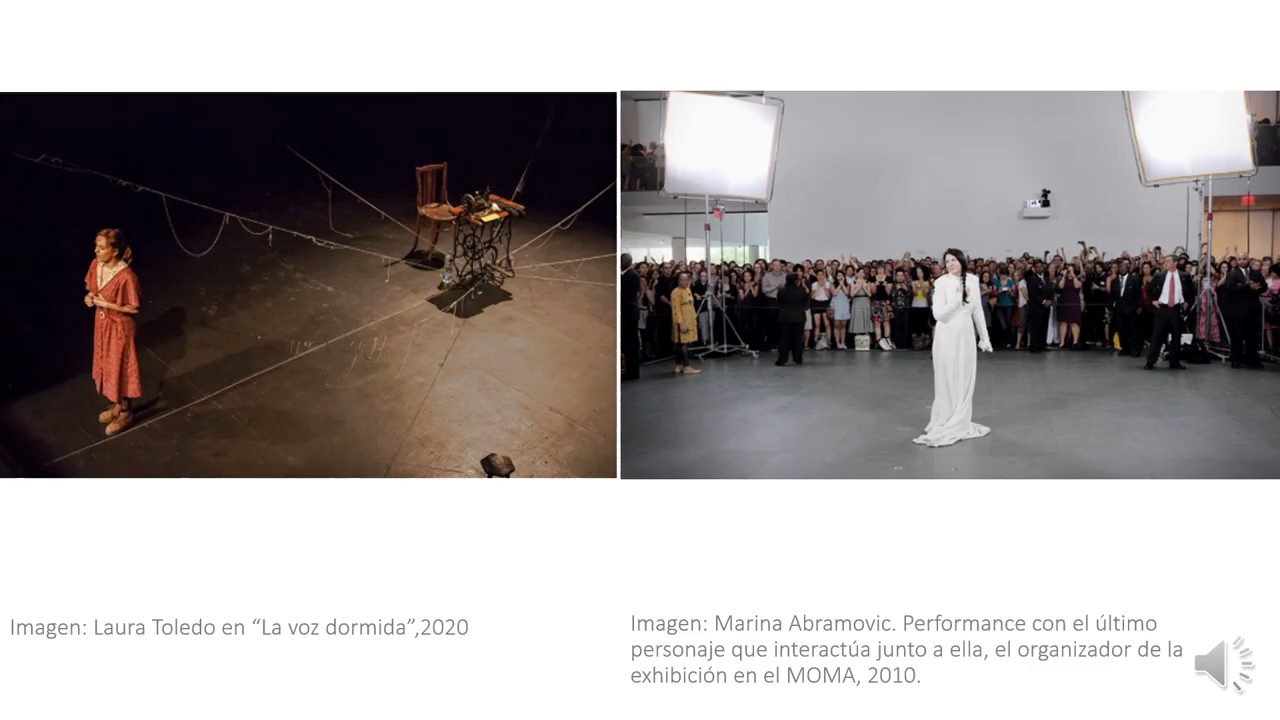 Imagen: Laura Toledo en “La voz dormida”,2020
Imagen: Marina Abramovic. Performance con el último
personaje que interactúa junto a ella, el organizador de la
exhibición en el MOMA, 2010.